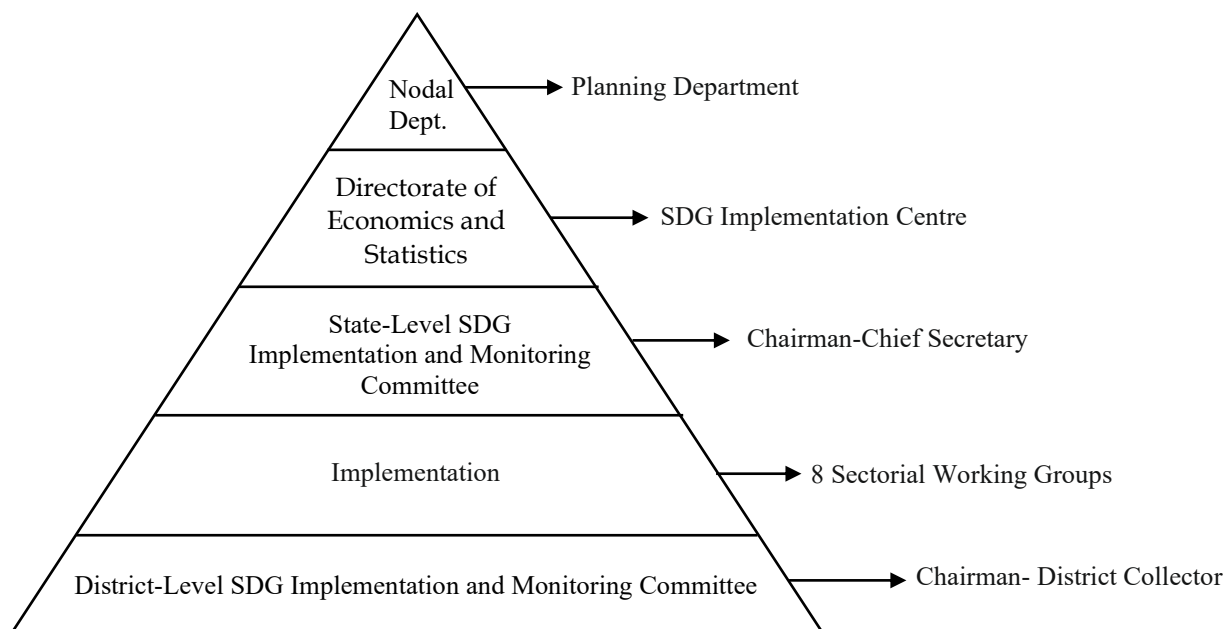 Nodal
Dept.
Planning Department
Directorate of
Economics and
Statistics
SDG Implementation Centre
State-Level SDG
Implementation and Monitoring
Committee
Chairman-Chief Secretary
Implementation
8 Sectorial Working Groups
District-Level SDG Implementation and Monitoring Committee
Chairman- District Collector